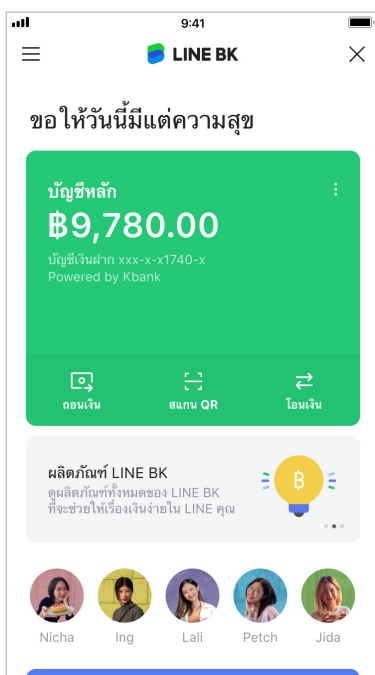 9:41
LINE BK
ขอให้วันนี้มีแต่ความสุข
บัญชีหลัก
฿9,780.00
บัญชีเงินฝาก xxx-x-x1740-x
Powered by Kbank
ถอนเงิน
สแกน QR
โอนเงิน
ผลิตภัณฑ์ LINE BK
ดูผลิตภัณฑ์ทั้งหมดของ LINE BK
ที่จะช่วยให้เรื่องเงินง่ายใน LINE คุณ
฿
Nicha
Ing
Lali
Petch
Jida